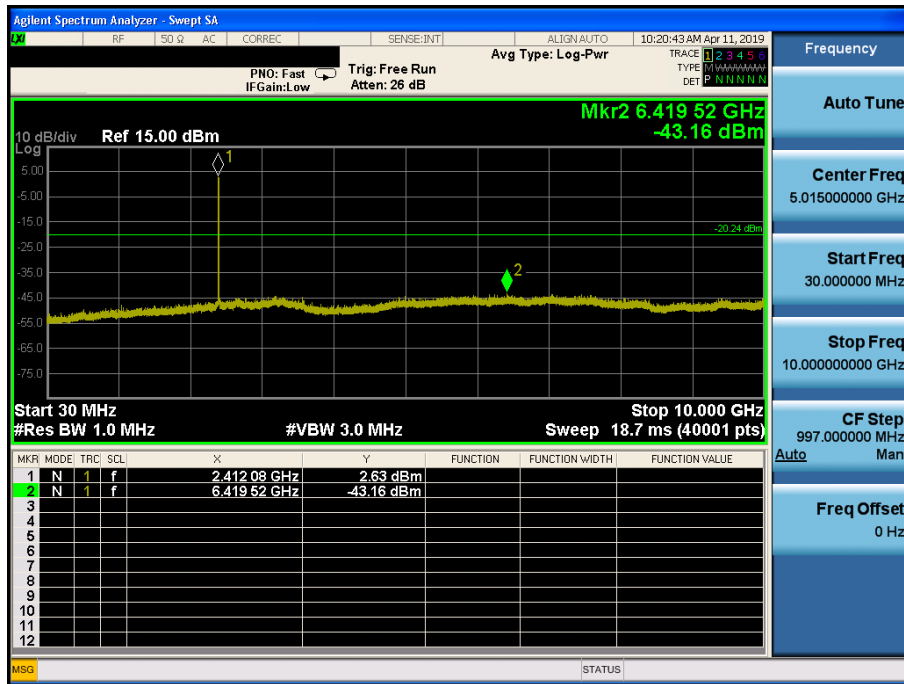 Agilent Spectrum Analyzer - Swept SA
LXI RF 50 Ω AC CORREC SENSE:INT ALIGN AUTO 10:20:43 AM Apr 11, 2019
PNO: Fast IFGain:Low Trig: Free Run Atten: 26 dB Avg Type: Log-Pwr
TRACE 1 2 3 4 5 6
TYPE M WWWWW
DET P N N N N N
Mkr2 6.419 52 GHz
-43.16 dBm
10 dB/div Ref 15.00 dBm
Log
1
5.00
-5.00
-15.0
-20.24 dBm
-25.0
2
-35.0
-45.0
-55.0
-65.0
-75.0
Start 30 MHz Stop 10.000 GHz
#Res BW 1.0 MHz #VBW 3.0 MHz Sweep 18.7 ms (40001 pts)
MKR MODE TRC SCL X Y FUNCTION FUNCTION WIDTH FUNCTION VALUE
1 N 1 f 2.412 08 GHz 2.63 dBm
2 N 1 f 6.419 52 GHz -43.16 dBm
3
4
5
6
7
8
9
10
11
12
MSG STATUS
Frequency
Auto Tune
Center Freq
5.015000000 GHz
Start Freq
30.000000 MHz
Stop Freq
10.000000000 GHz
CF Step
997.000000 MHz
Auto Man
Freq Offset
0 Hz